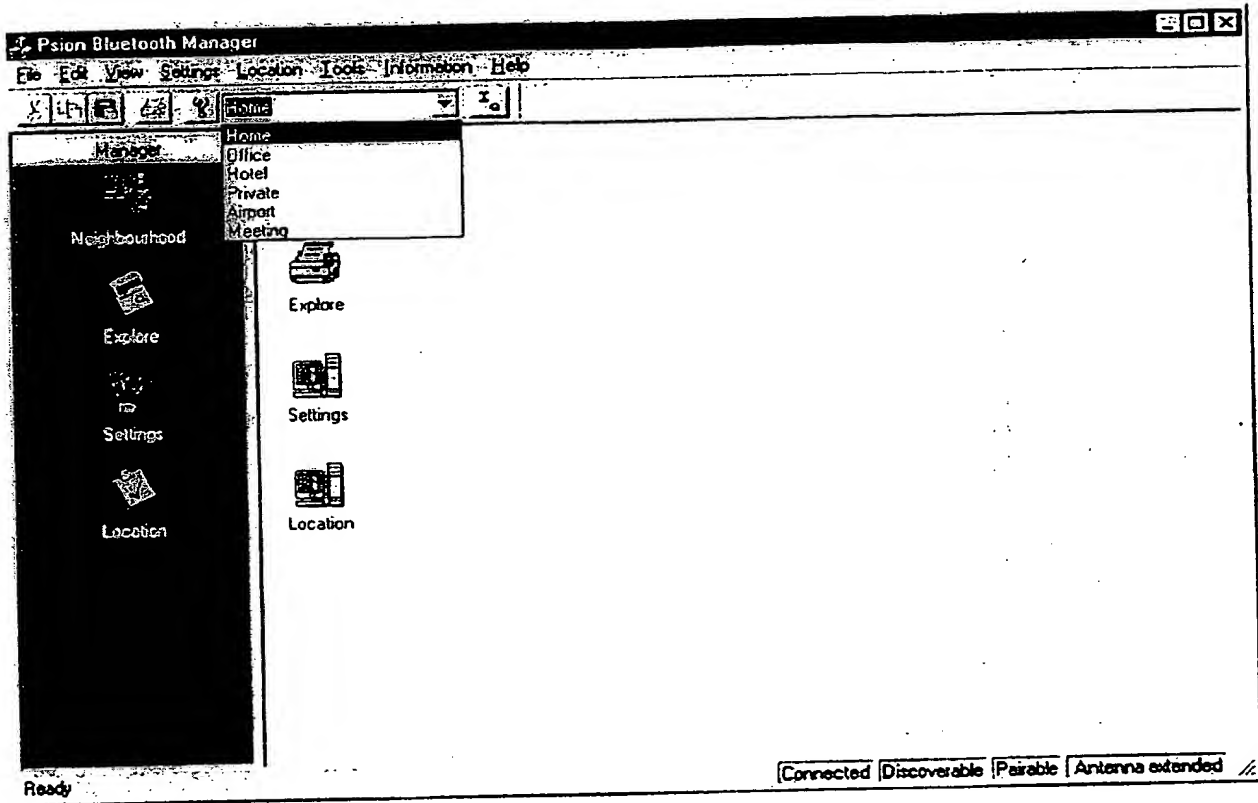 Psion Bluetooth Manager
File Edit View Settings Location Tools Information Help
Home
Home
Office
Hotel
Private
Airport
Meeting
Manager
Neighbourhood
Explore
Settings
Location
Explore
Settings
Location
Ready
Connected Discoverable Pairable Antenna extended